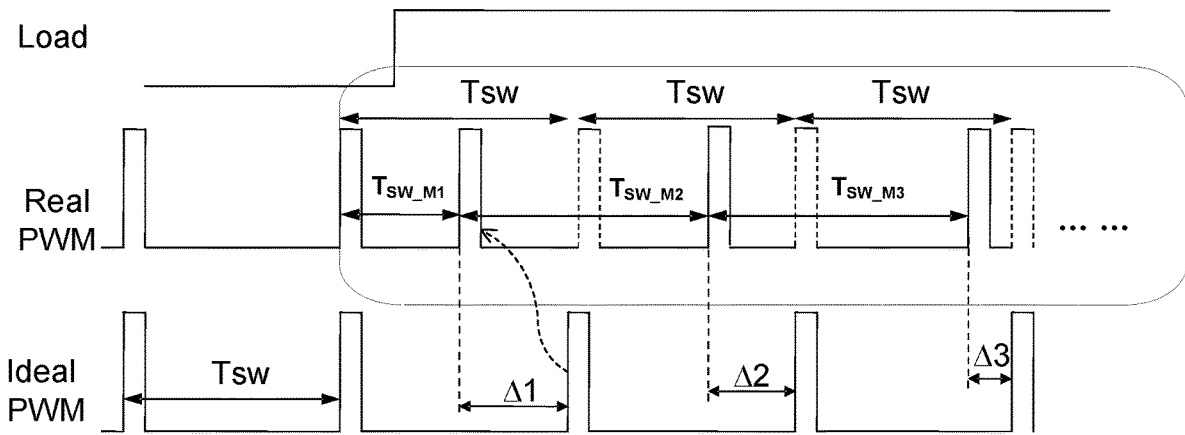 Load
Tsw Tsw Tsw
Real
PWM
TSW_M1 TSW_M2 TSW_M3
... ...
Ideal
PWM
Tsw Δ1 Δ2 Δ3